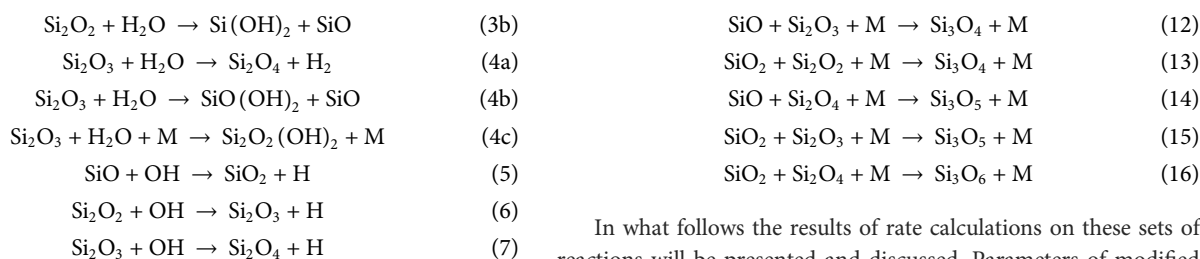 Si₂O₂ + H₂O → Si(OH)₂ + SiO (3b)
Si₂O₃ + H₂O → Si₂O₄ + H₂ (4a)
Si₂O₃ + H₂O → SiO(OH)₂ + SiO (4b)
Si₂O₃ + H₂O + M → Si₂O₂(OH)₂ + M (4c)
SiO + OH → SiO₂ + H (5)
Si₂O₂ + OH → Si₂O₃ + H (6)
Si₂O₃ + OH → Si₂O₄ + H (7)
SiO + Si₂O₃ + M → Si₃O₄ + M (12)
SiO₂ + Si₂O₂ + M → Si₃O₄ + M (13)
SiO + Si₂O₄ + M → Si₃O₅ + M (14)
SiO₂ + Si₂O₃ + M → Si₃O₅ + M (15)
SiO₂ + Si₂O₄ + M → Si₃O₆ + M (16)
In what follows the results of rate calculations on these sets of
reactions will be presented and discussed. Parameters of modified